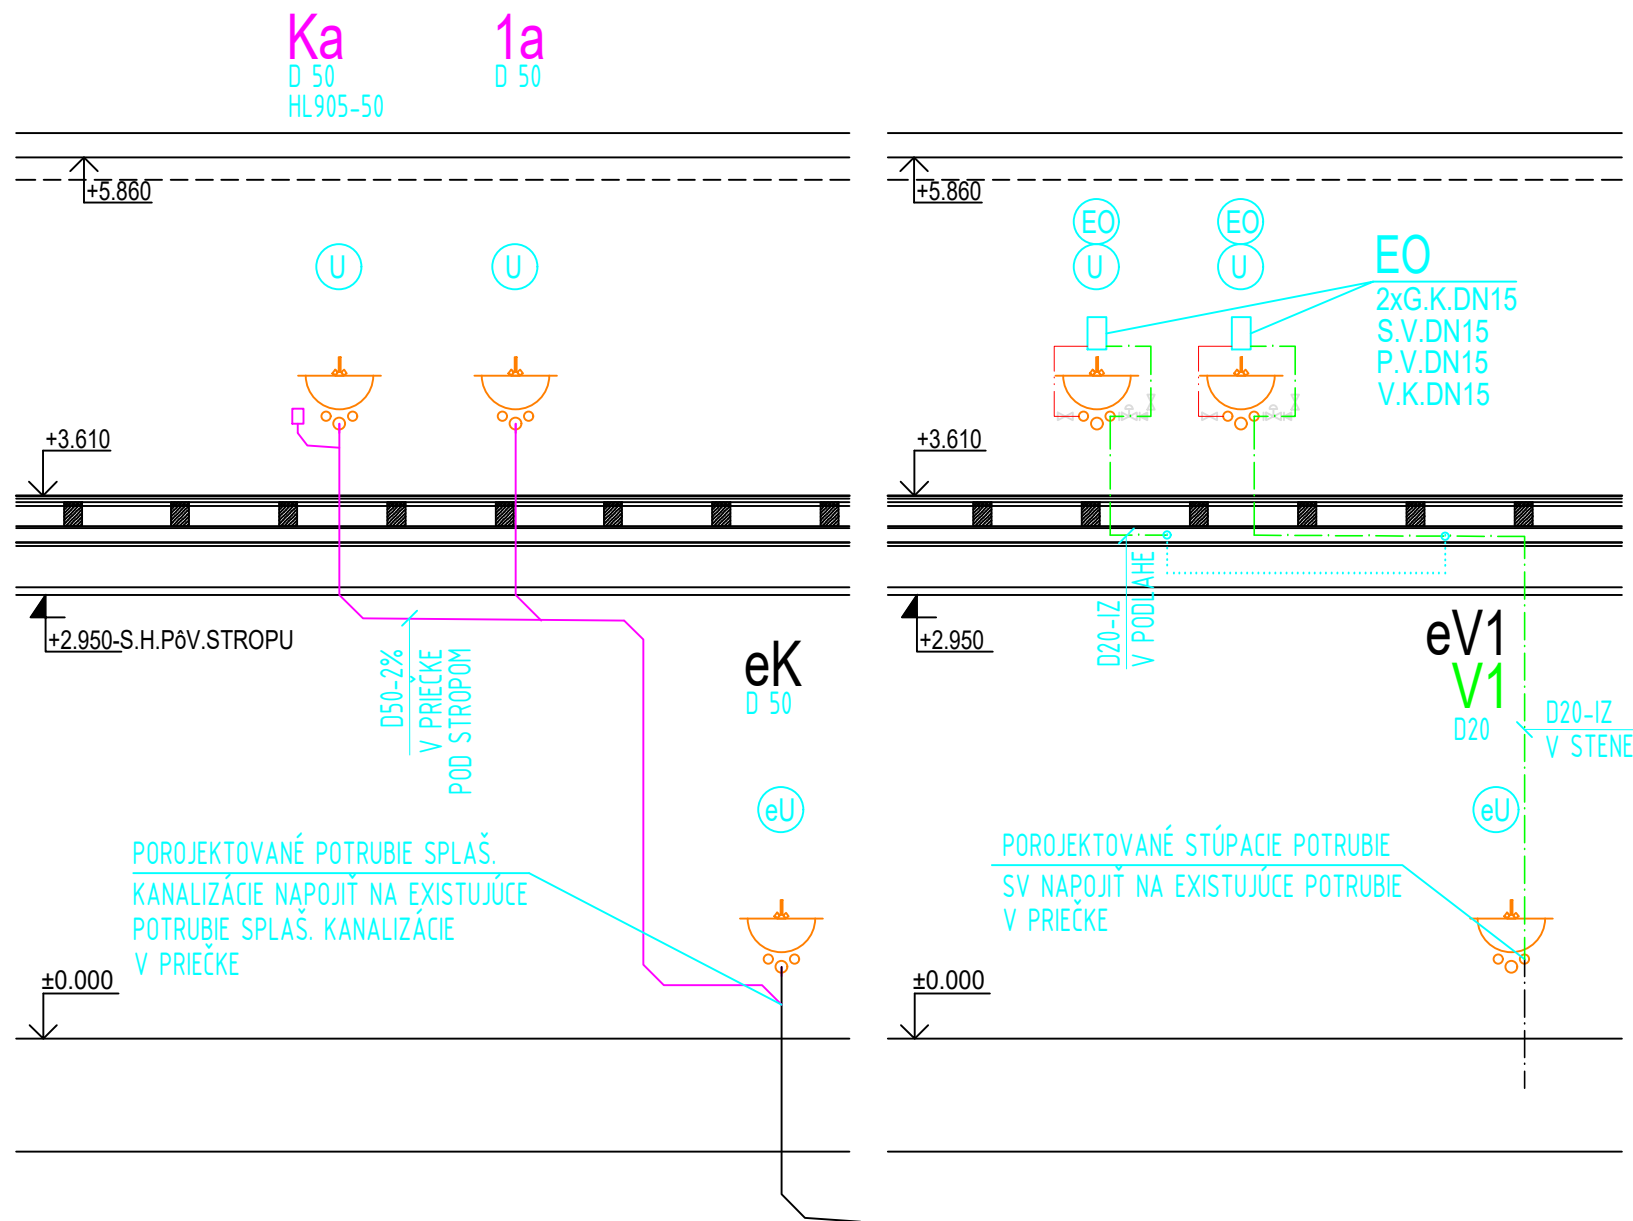 Ka
D 50
HL905-50
1a
D 50
+5.860
U
U
+3.610
+2.950-S.H.PôV.STROPU
D50-2%
V PRIEČKE
POD STROPOM
eK
D 50
eU
POROJEKTOVANÉ POTRUBIE SPLAŠ.
KANALIZÁCIE NAPOJIŤ NA EXISTUJÚCE
POTRUBIE SPLAŠ. KANALIZÁCIE
V PRIEČKE
±0.000
+5.860
EO
U
EO
U
EO
2xG.K.DN15
S.V.DN15
P.V.DN15
V.K.DN15
+3.610
D20-IZ
V PODLAHE
+2.950
eV1
V1
D20
D20-IZ
V STENE
eU
POROJEKTOVANÉ STÚPACIE POTRUBIE
SV NAPOJIŤ NA EXISTUJÚCE POTRUBIE
V PRIEČKE
±0.000